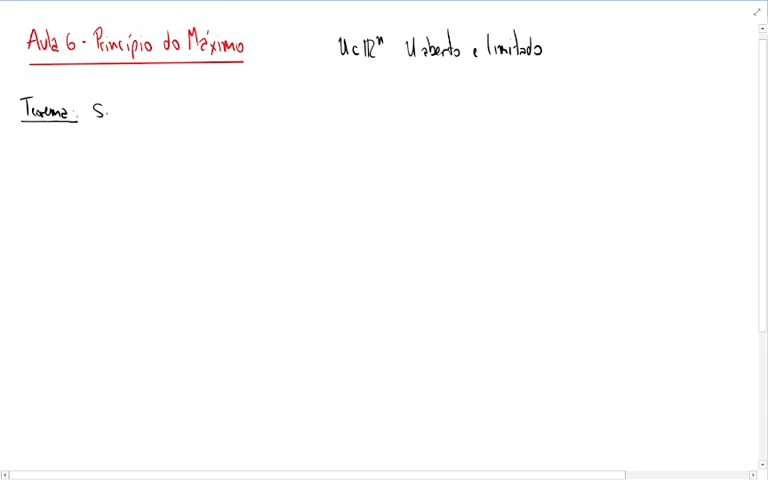 Aula 6 - Princípio do Máximo
U ⊂ ℝⁿ U aberto e limitado
Teorema: S.